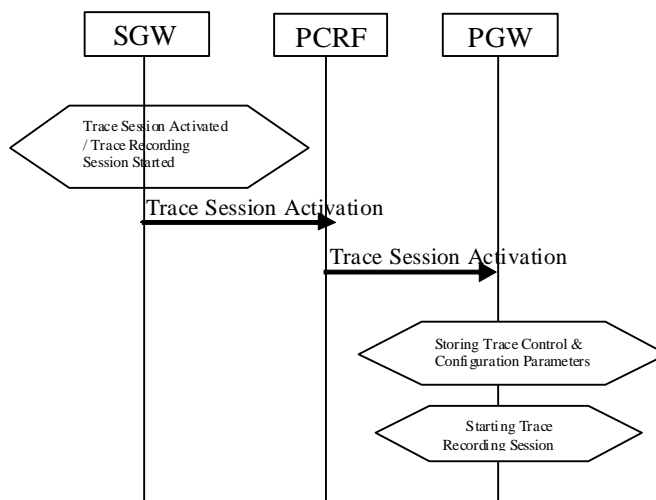 SGW
PCRF
PGW
Trace Session Activated
/ Trace Recording
Session Started
Trace Session Activation
Trace Session Activation
Storing Trace Control &
Configuration Parameters
Starting Trace
Recording Session